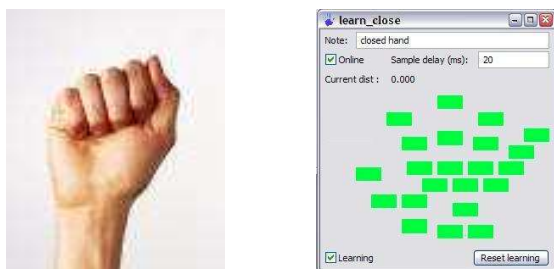 learn_close
Note: closed hand
Online Sample delay (ms): 20
Current dist : 0.000
Learning Reset learning